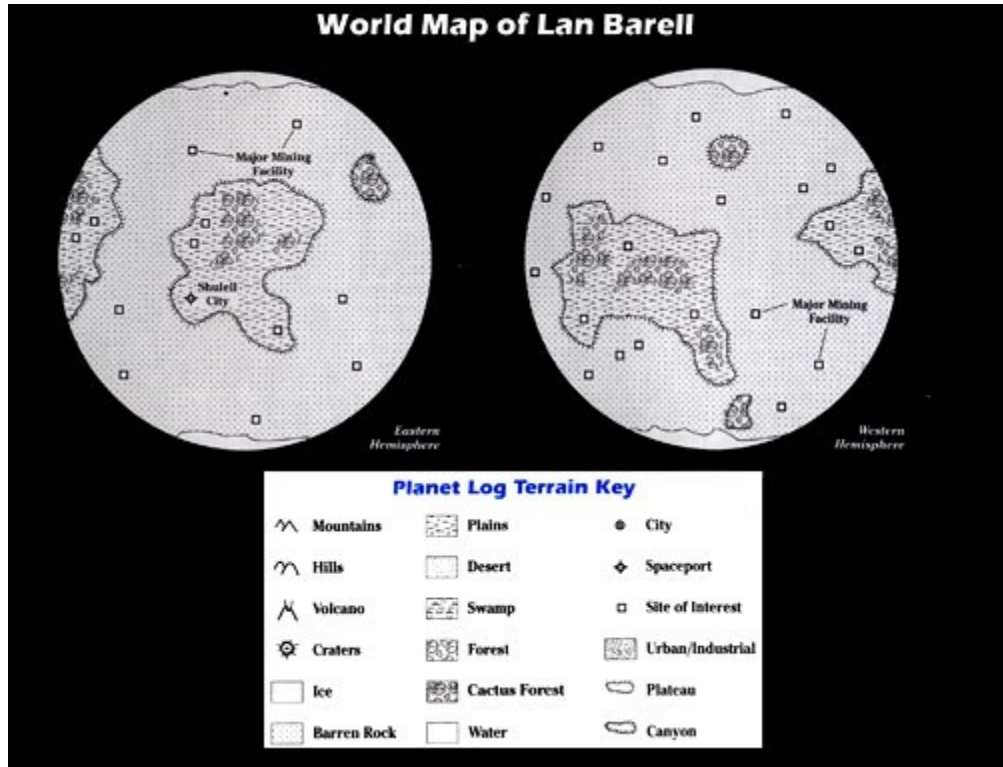 World Map of Lan Barell
Major Mining
Facility
Shulell
City
Eastern
Hemisphere
Major Mining
Facility
Western
Hemisphere
Planet Log Terrain Key
Mountains
Plains
City
Hills
Desert
Spaceport
Volcano
Swamp
Site of Interest
Craters
Forest
Urban/Industrial
Ice
Cactus Forest
Plateau
Barren Rock
Water
Canyon